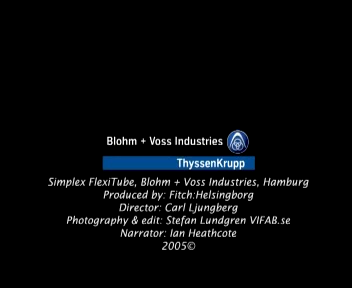 Blohm + Voss Industries
ThyssenKrupp
Simplex FlexiTube, Blohm + Voss Industries, Hamburg
Produced by: Fitch:Helsingborg
Director: Carl Ljungberg
Photography & edit: Stefan Lundgren VIFAB.se
Narrator: Ian Heathcote
2005©